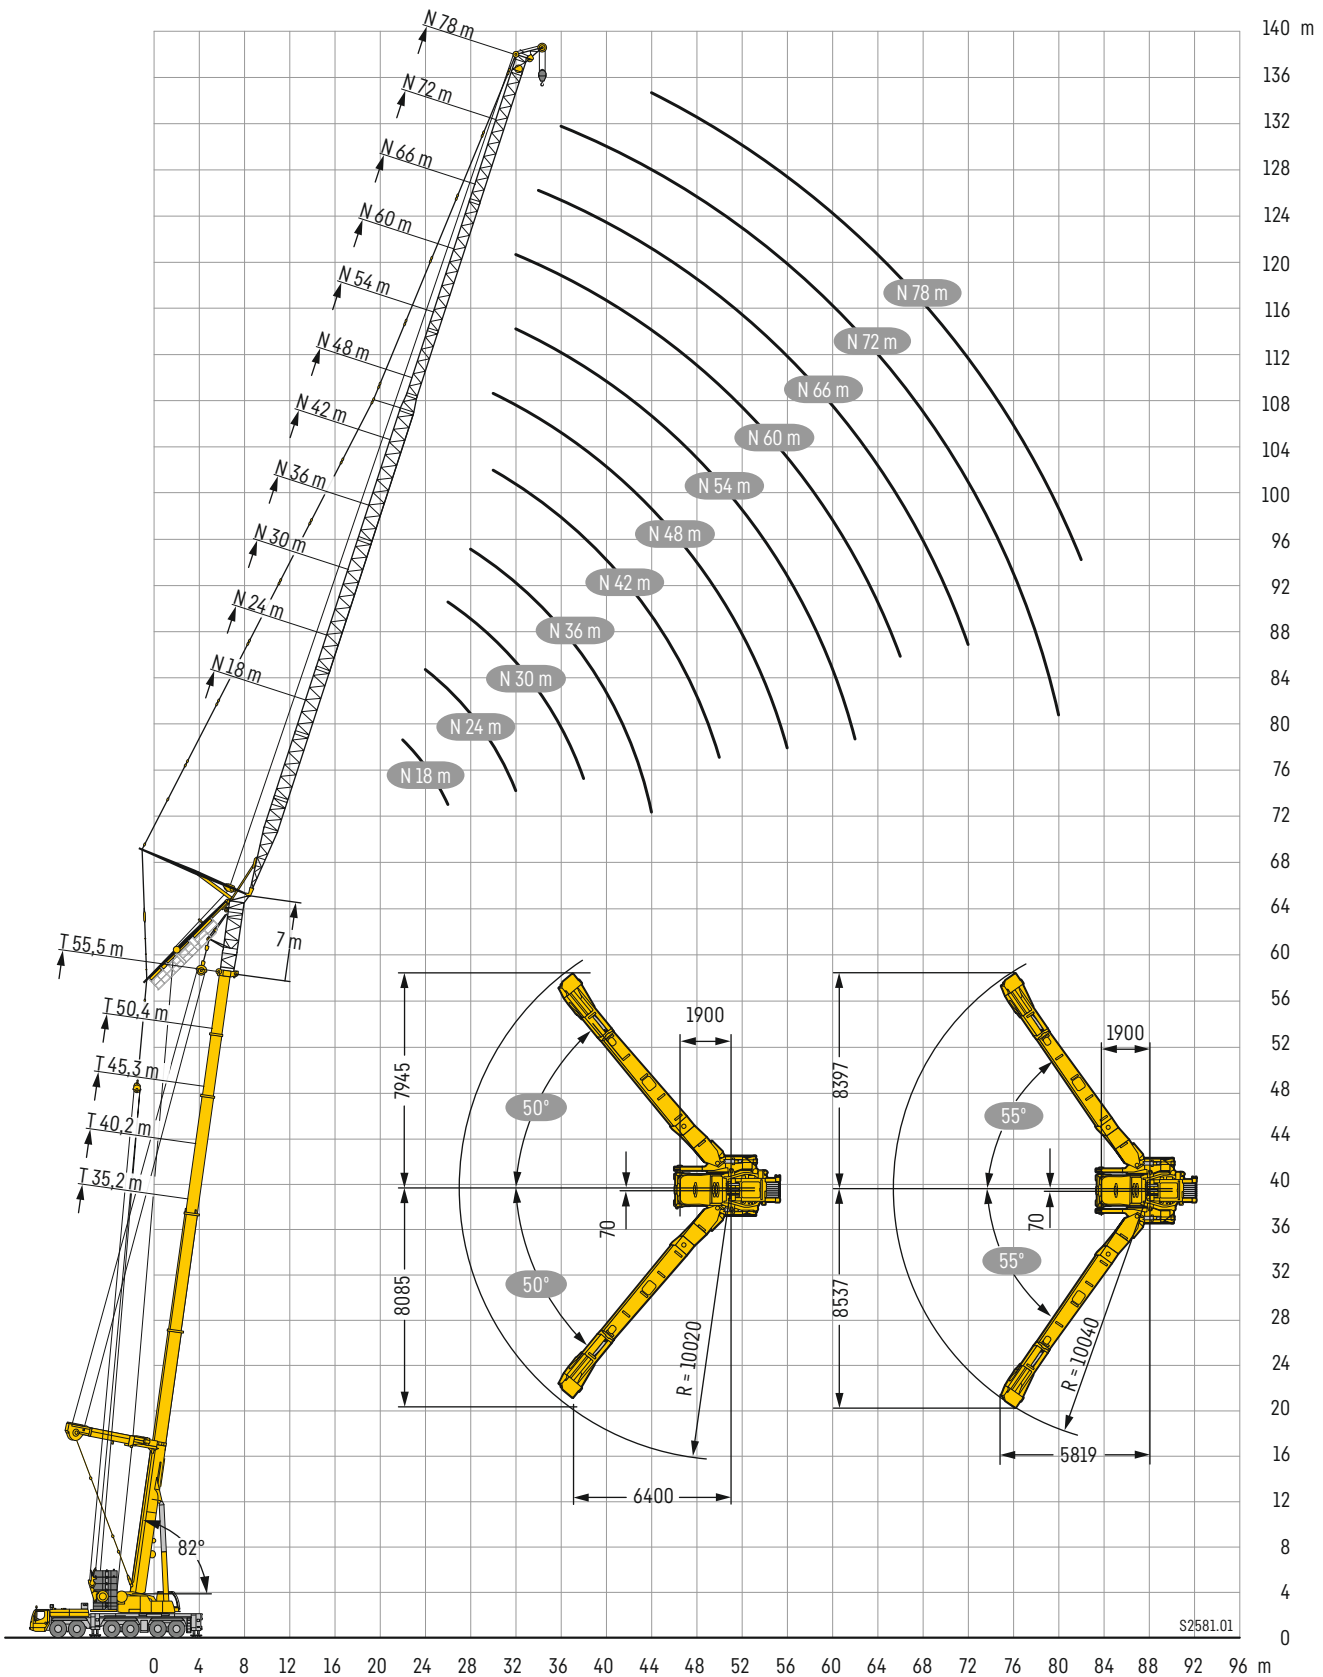 140 m
136
132
128
124
120
116
112
108
104
100
96
92
88
84
80
76
72
68
64
60
56
52
48
44
40
36
32
28
24
20
16
12
8
4
0
N 78 m
N 72 m
N 66 m
N 60 m
N 54 m
N 48 m
N 42 m
N 36 m
N 30 m
N 24 m
N 18 m
N 78 m
N 72 m
N 66 m
N 60 m
N 54 m
N 48 m
N 42 m
N 36 m
N 30 m
N 24 m
N 18 m
7 m
T 55,5 m
T 50,4 m
T 45,3 m
T 40,2 m
T 35,2 m
82°
1900
7945
50°
70
50°
8085
R = 10020
6400
1900
8397
55°
70
55°
8537
R = 10040
5819
S2581.01
0 4 8 12 16 20 24 28 32 36 40 44 48 52 56 60 64 68 72 76 80 84 88 92 96 m